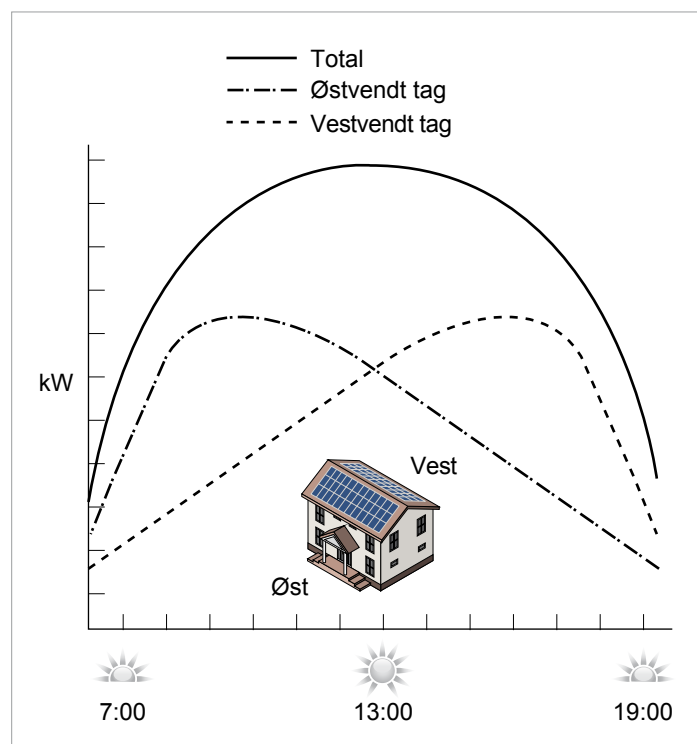 Total
Østvendt tag
Vestvendt tag
kW
Vest
Øst
7:00 13:00 19:00